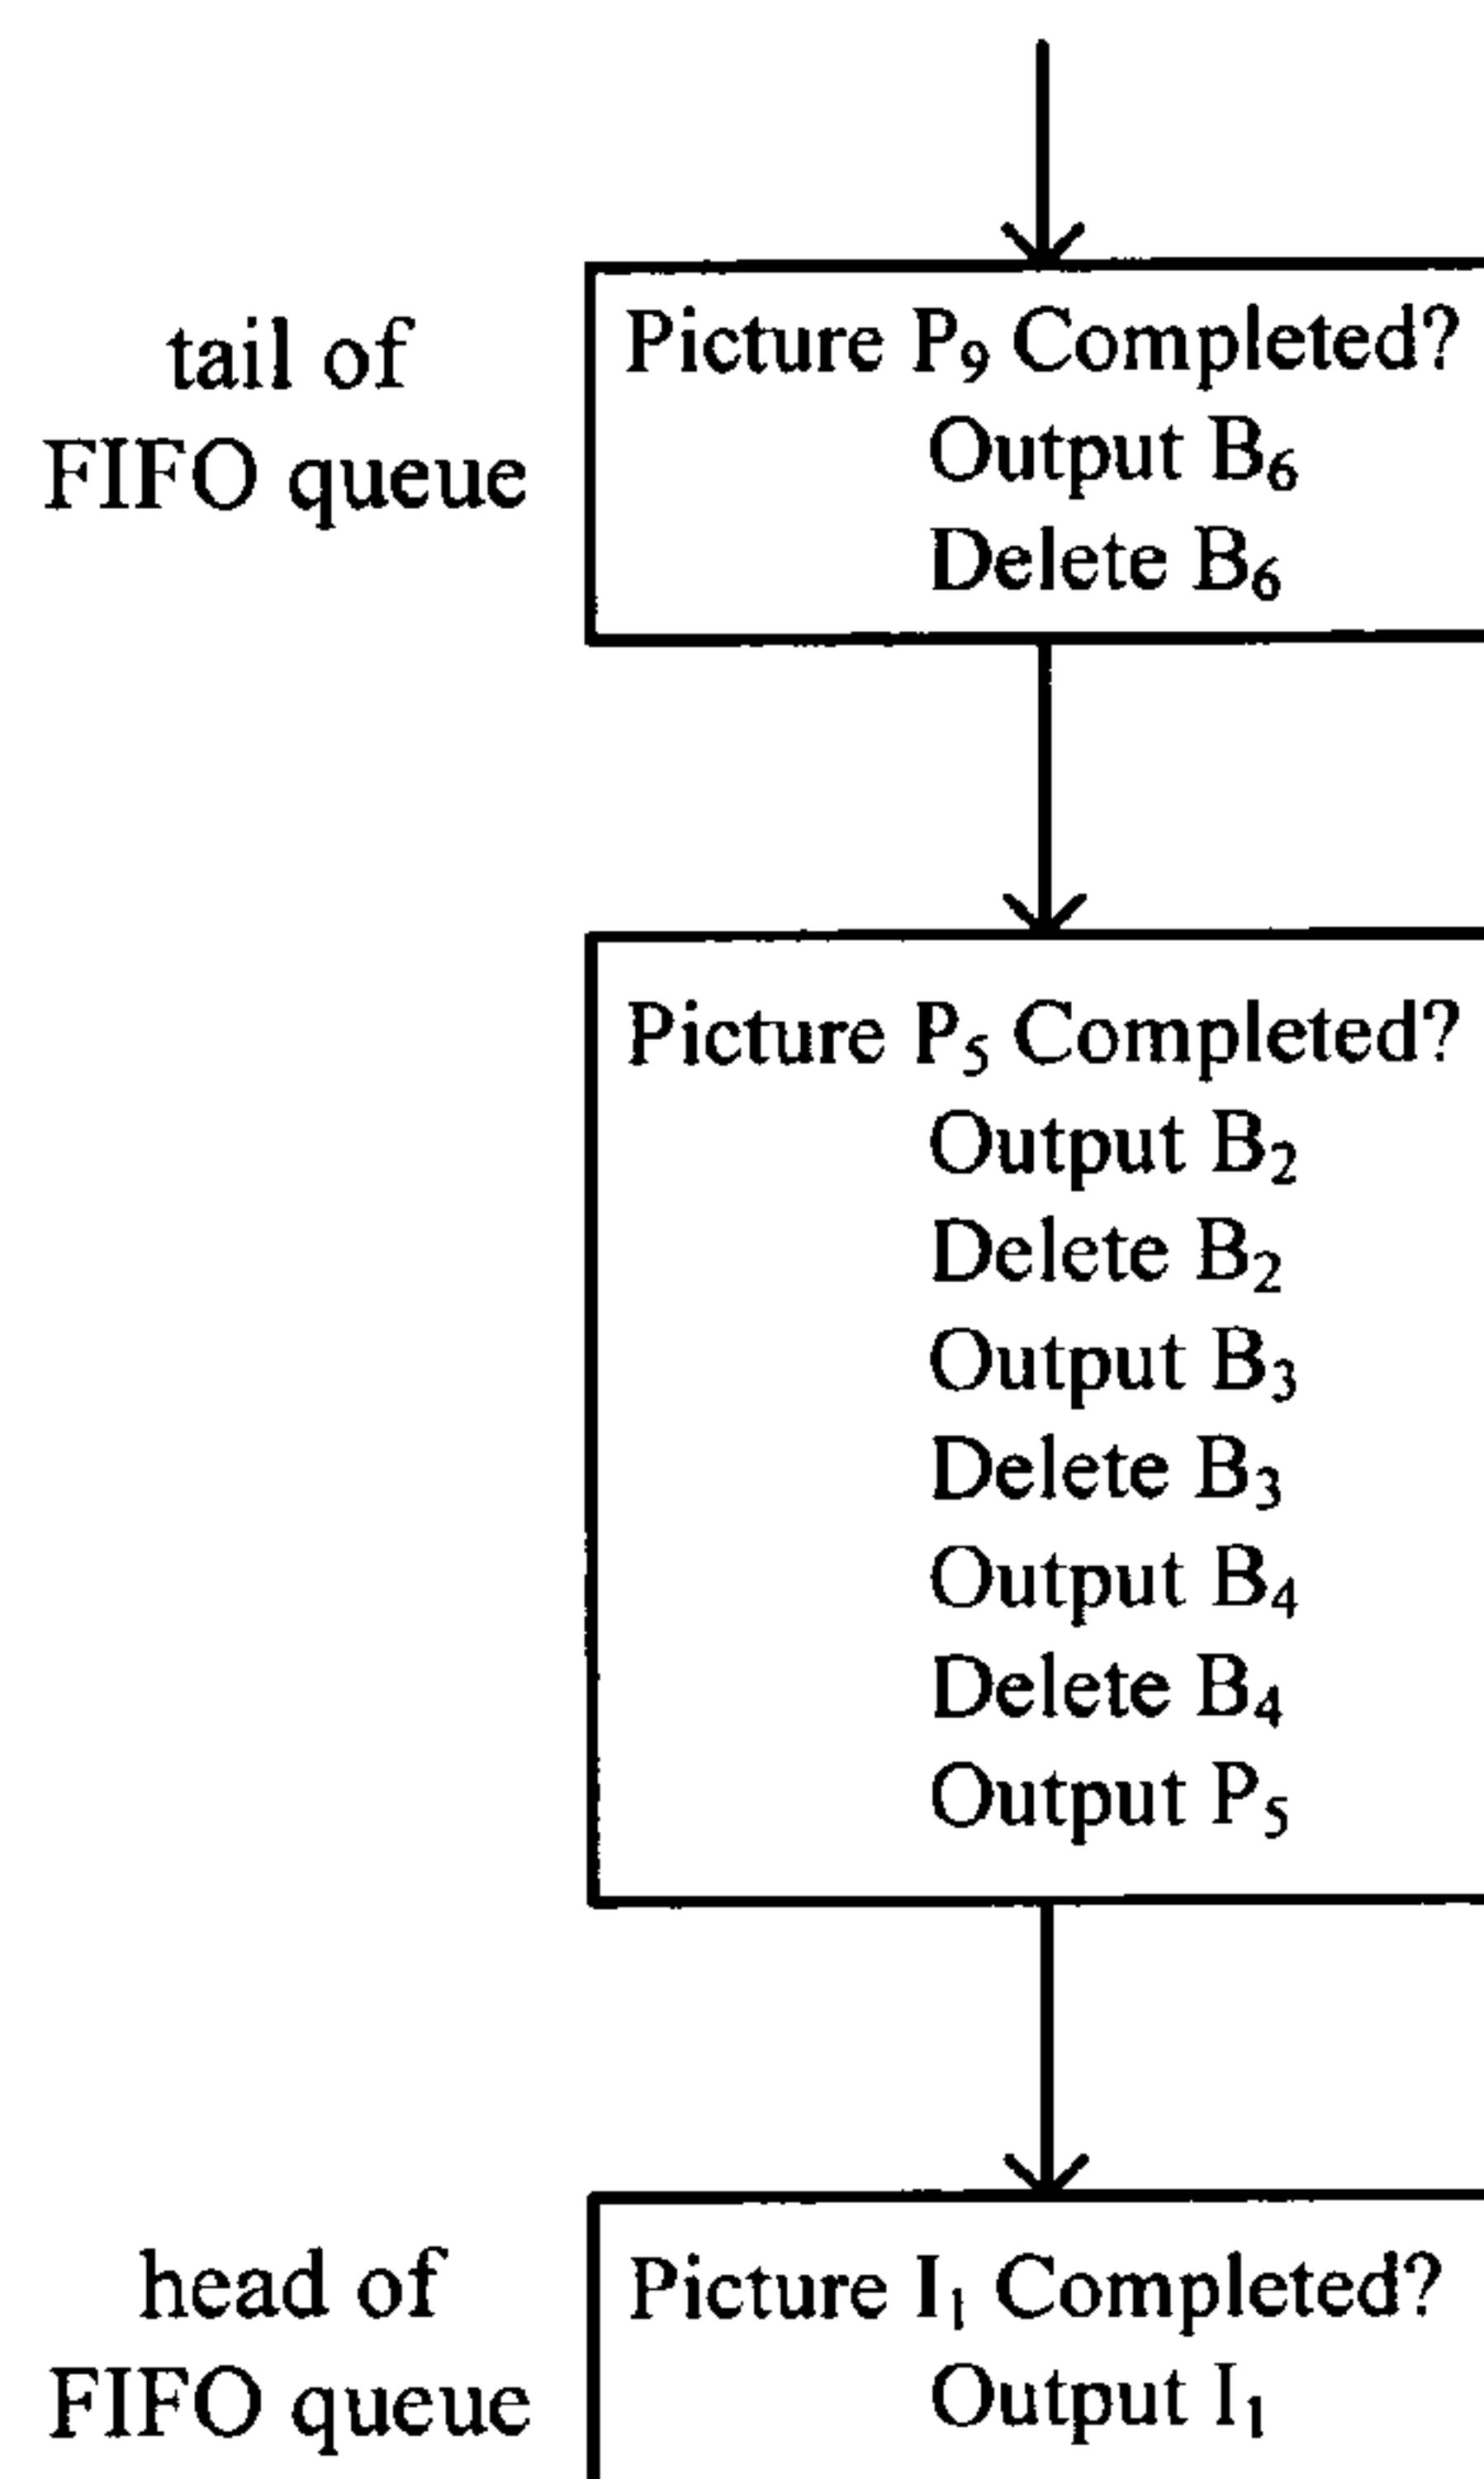 tail of
FIFO queue
Picture P₉ Completed?
Output B₆
Delete B₆
Picture P₅ Completed?
Output B₂
Delete B₂
Output B₃
Delete B₃
Output B₄
Delete B₄
Output P₅
head of
FIFO queue
Picture I₁ Completed?
Output I₁